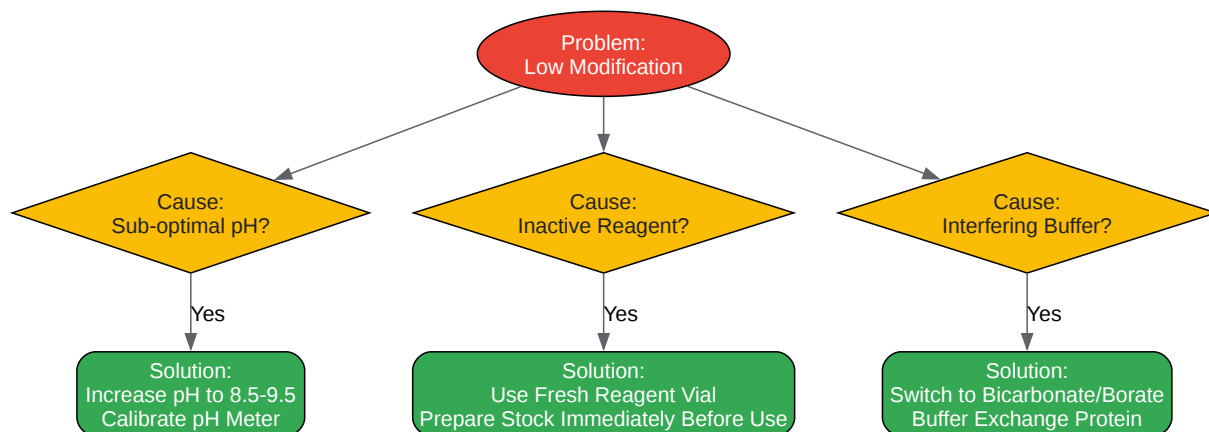 Problem:
Low Modification
Cause:
Sub-optimal pH?
Cause:
Inactive Reagent?
Cause:
Interfering Buffer?
Yes
Yes
Yes
Solution:
Increase pH to 8.5-9.5
Calibrate pH Meter
Solution:
Use Fresh Reagent Vial
Prepare Stock Immediately Before Use
Solution:
Switch to Bicarbonate/Borate
Buffer Exchange Protein